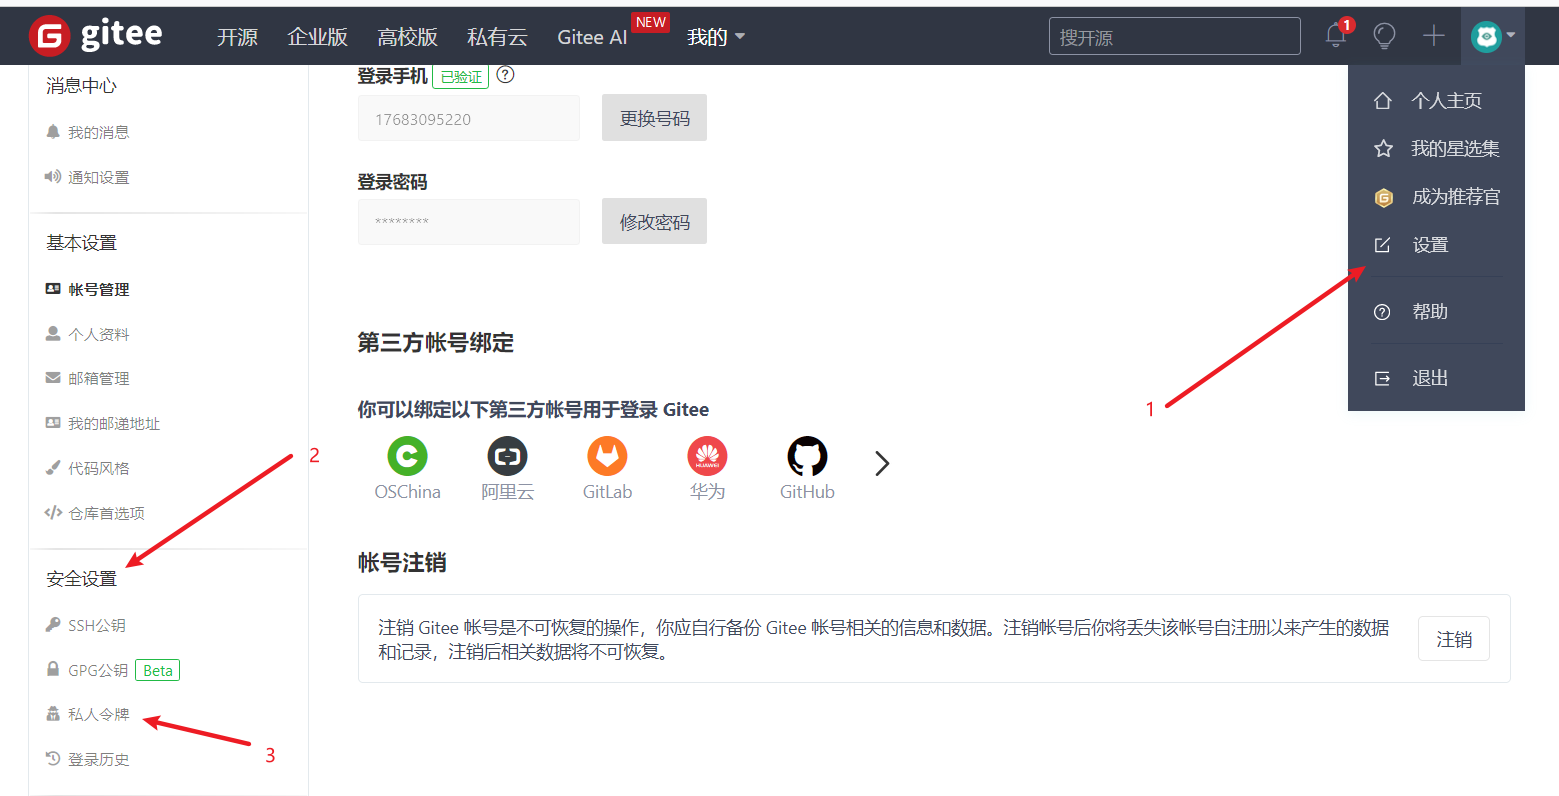 gitee 开源 企业版 高校版 私有云 Gitee AI NEW 我的 搜开源 1
消息中心
我的消息
通知设置
基本设置
帐号管理
个人资料
邮箱管理
我的邮递地址
代码风格
仓库首选项
安全设置
SSH公钥
GPG公钥 Beta
私人令牌
登录历史
2
3
登录手机 已验证 ?
17683095220 更换号码
登录密码
******** 修改密码
第三方帐号绑定
你可以绑定以下第三方帐号用于登录 Gitee
HUAWEI
OSChina 阿里云 GitLab 华为 GitHub
帐号注销
注销 Gitee 帐号是不可恢复的操作，你应自行备份 Gitee 帐号相关的信息和数据。注销帐号后你将丢失该帐号自注册以来产生的数据
和记录，注销后相关数据将不可恢复。
注销
个人主页
我的星选集
成为推荐官
设置
帮助
退出
1